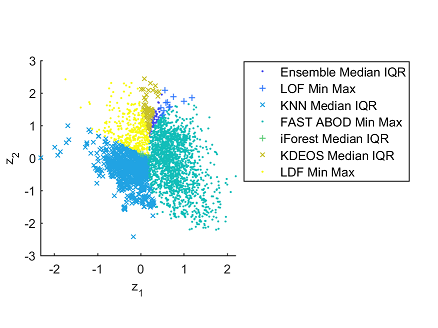 3
2
1
0
-1
-2
-3
z2
-2
-1
0
1
2
z1
Ensemble Median IQR
LOF Min Max
KNN Median IQR
FAST ABOD Min Max
iForest Median IQR
KDEOS Median IQR
LDF Min Max